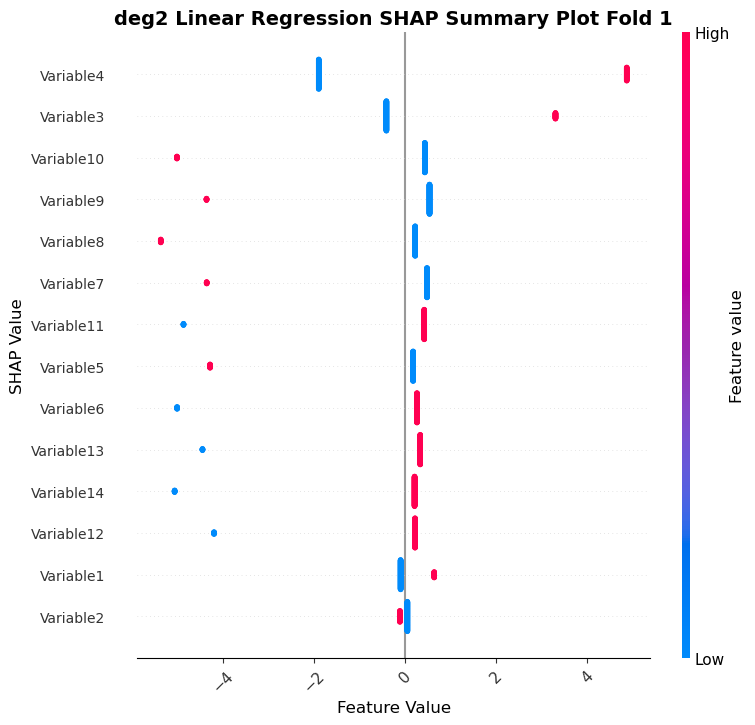 deg2 Linear Regression SHAP Summary Plot Fold 1
High
Variable4
Variable3
Variable10
Variable9
Variable8
Variable7
Variable11
Variable5
Variable6
Variable13
Variable14
Variable12
Variable1
Variable2
SHAP Value
Feature value
Low
−4 −2 0 2 4
Feature Value